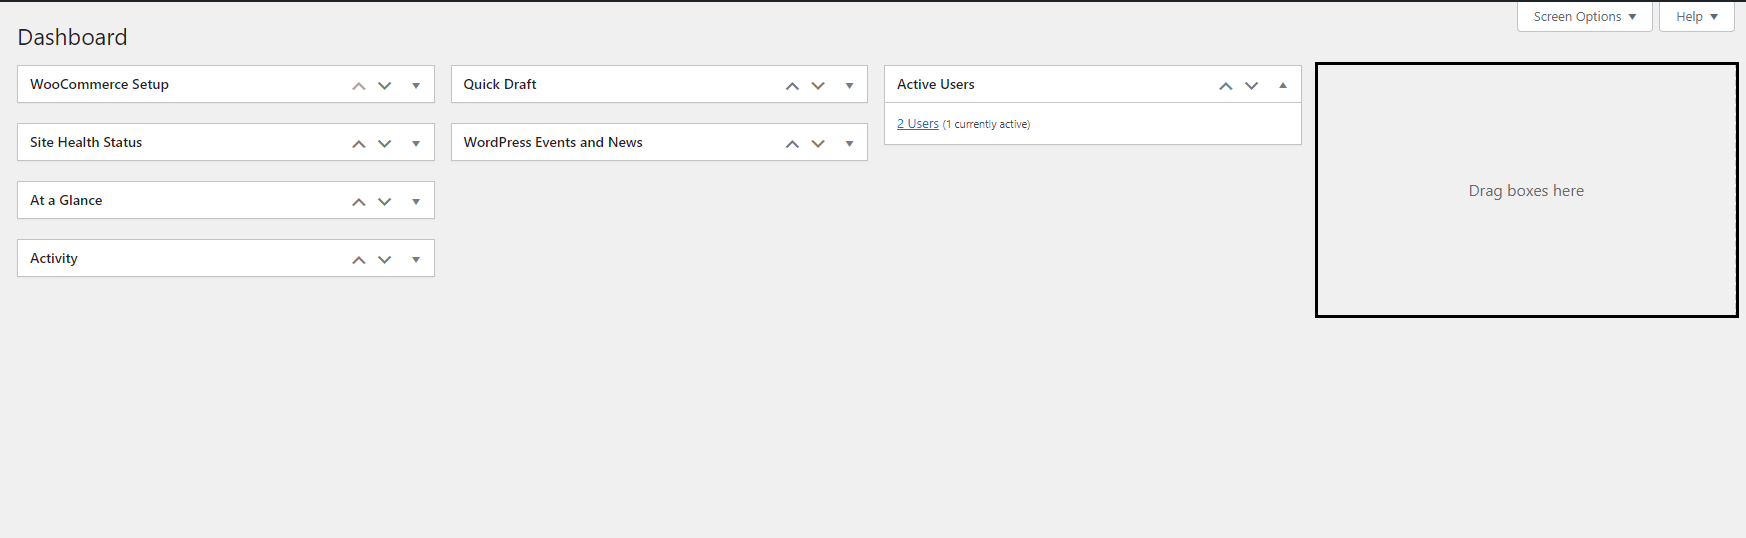 Screen Options
Help
Dashboard
WooCommerce Setup
Quick Draft
Active Users
2 Users (1 currently active)
Site Health Status
WordPress Events and News
At a Glance
Activity
Drag boxes here